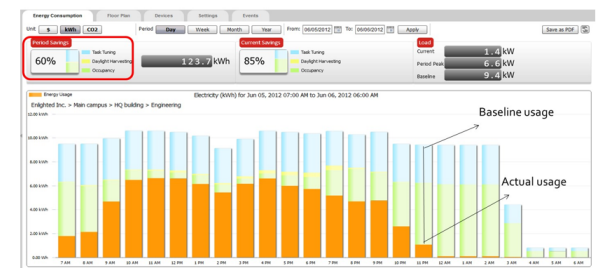 Energy Consumption Floor Plan Devices Settings Events
Unit $ kWh CO2 Period Day Week Month Year From: 06/05/2012 To: 06/06/2012 Apply Save as PDF
Period Savings Current Savings Load
60% Task Tuning Daylight Harvesting Occupancy
123.7 kWh
85% Task Tuning Daylight Harvesting Occupancy
Current 1.4 kW
Period Peak 6.6 kW
Baseline 9.4 kW
Energy Usage Electricity (kWh) for Jun 05, 2012 07:00 AM to Jun 06, 2012 06:00 AM
Enlighted Inc. > Main campus > HQ building > Engineering
12.00 kWh
Baseline usage
10.00 kWh
8.00 kWh
Actual usage
6.00 kWh
4.00 kWh
2.00 kWh
7 AM 8 AM 9 AM 10 AM 11 AM 12 PM 1 PM 2 PM 3 PM 4 PM 5 PM 6 PM 7 PM 8 PM 9 PM 10 PM 11 PM 12 AM 1 AM 2 AM 3 AM 4 AM 5 AM 6 AM